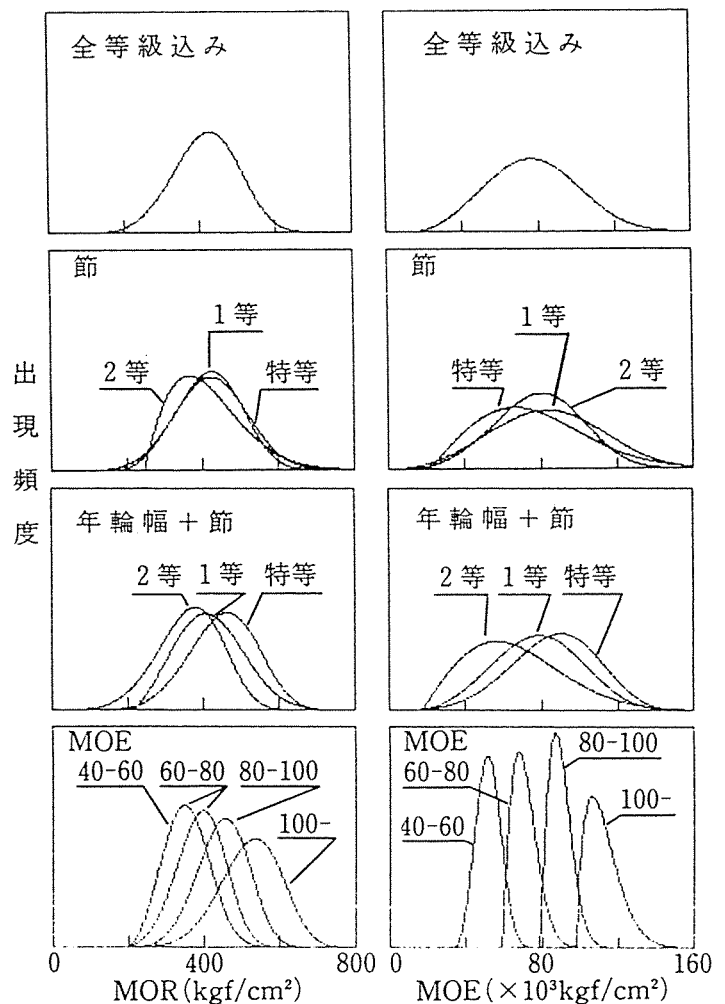 全等級込み
全等級込み
節
1等
2等
特等
節
1等
特等
2等
年輪幅+節
2等 1等 特等
年輪幅+節
2等 1等 特等
MOE
40-60 60-80 80-100
100-
MOE
80-100
60-80
100-
40-60
出現頻度
0 400 800
MOR(kgf/cm²)
0 80 160
MOE(×10³kgf/cm²)